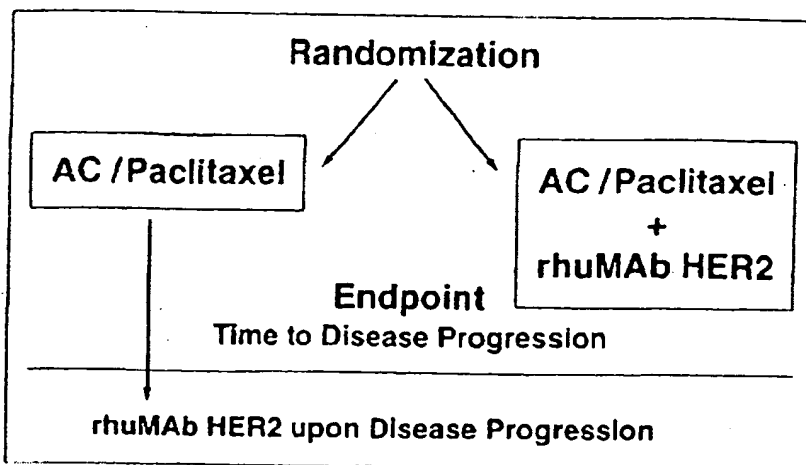 Randomization
AC /Paclitaxel
AC /Paclitaxel
+
rhuMAb HER2
Endpoint
Time to Disease Progression
rhuMAb HER2 upon Disease Progression